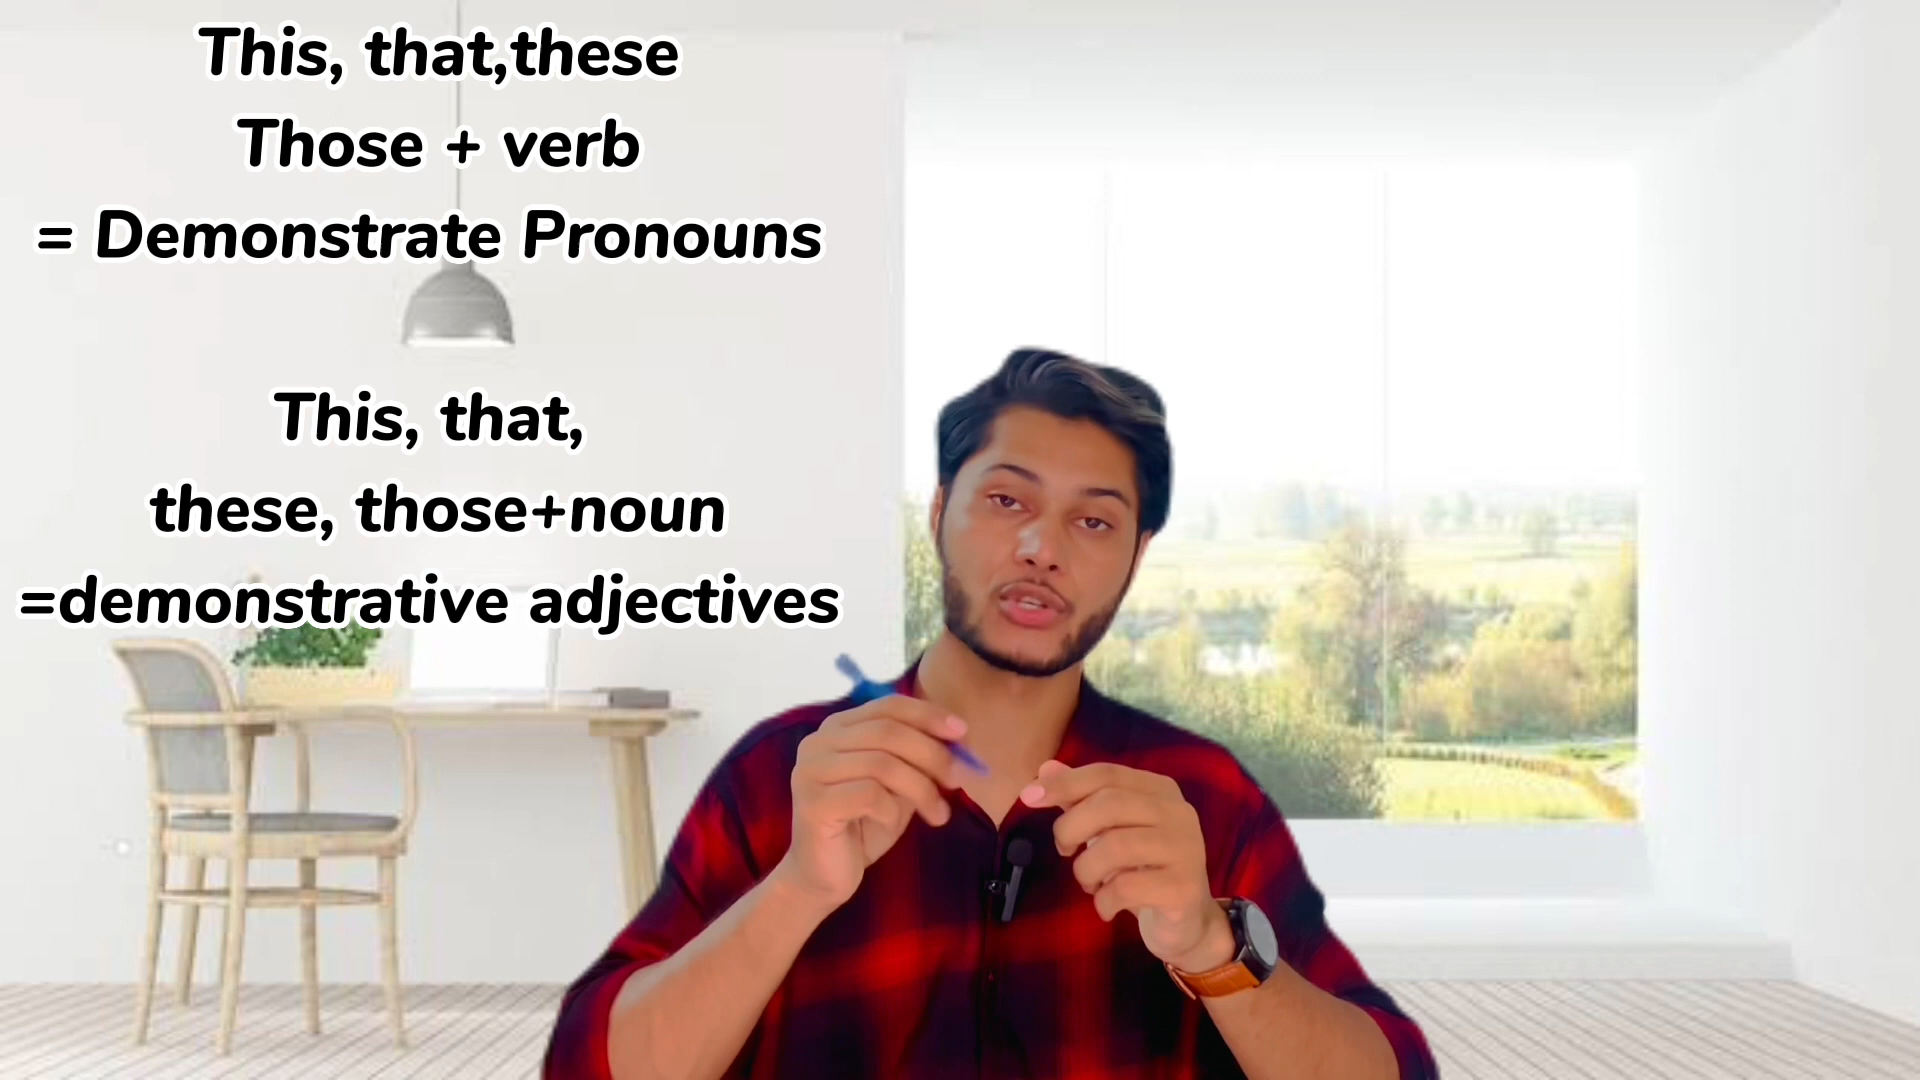 This, that,these
Those + verb
= Demonstrate Pronouns
This, that,
these, those+noun
=demonstrative adjectives